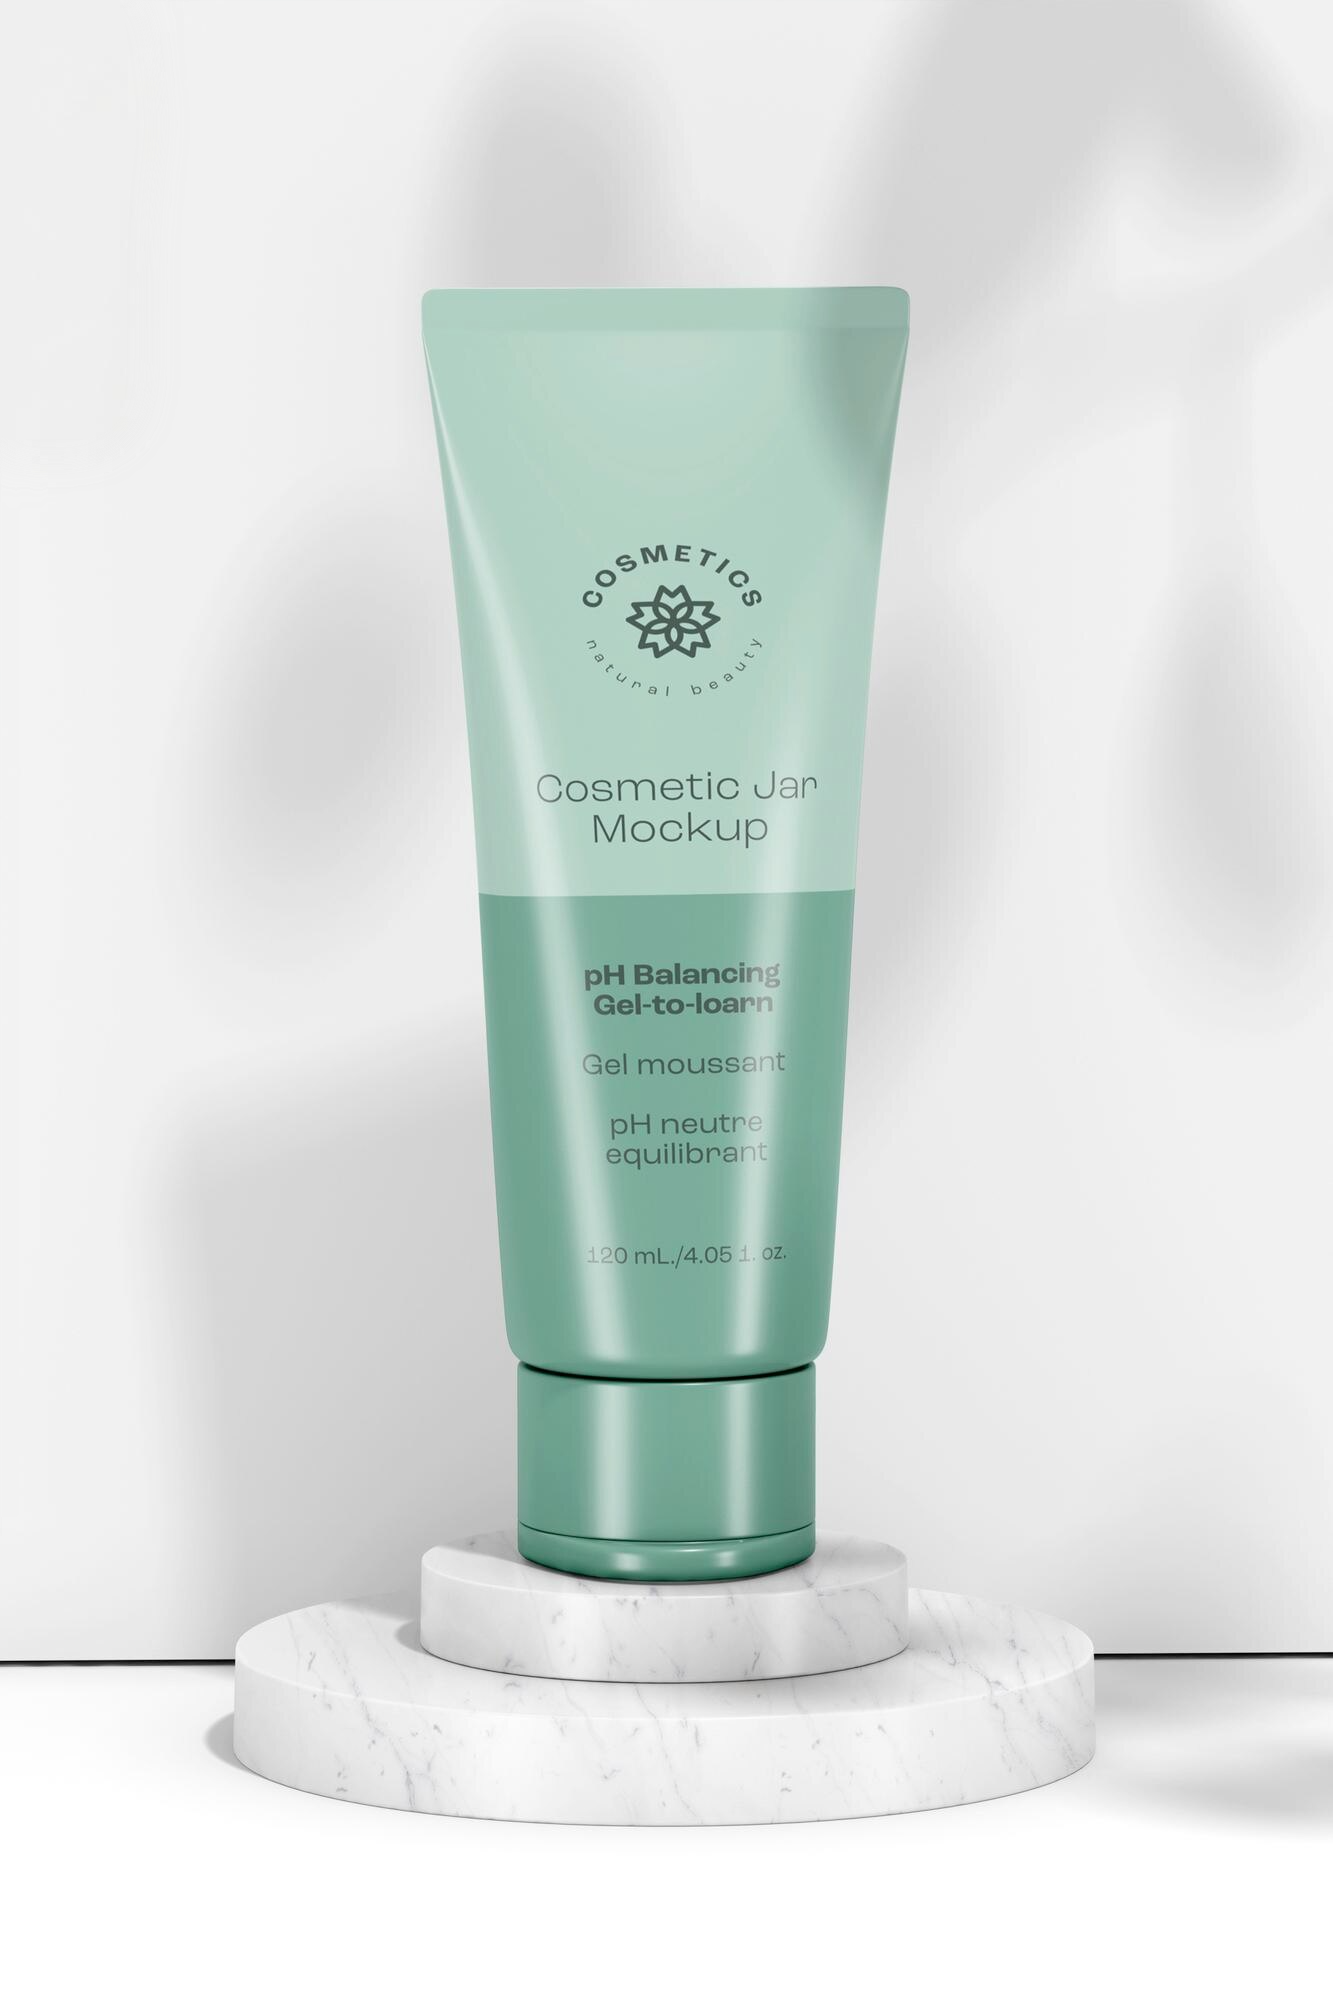 COSMETICS
natural beauty
Cosmetic Jar
Mockup
pH Balancing
Gel-to-loarn
Gel moussant
pH neutre
equilibrant
120 mL./4.05 1. oz.